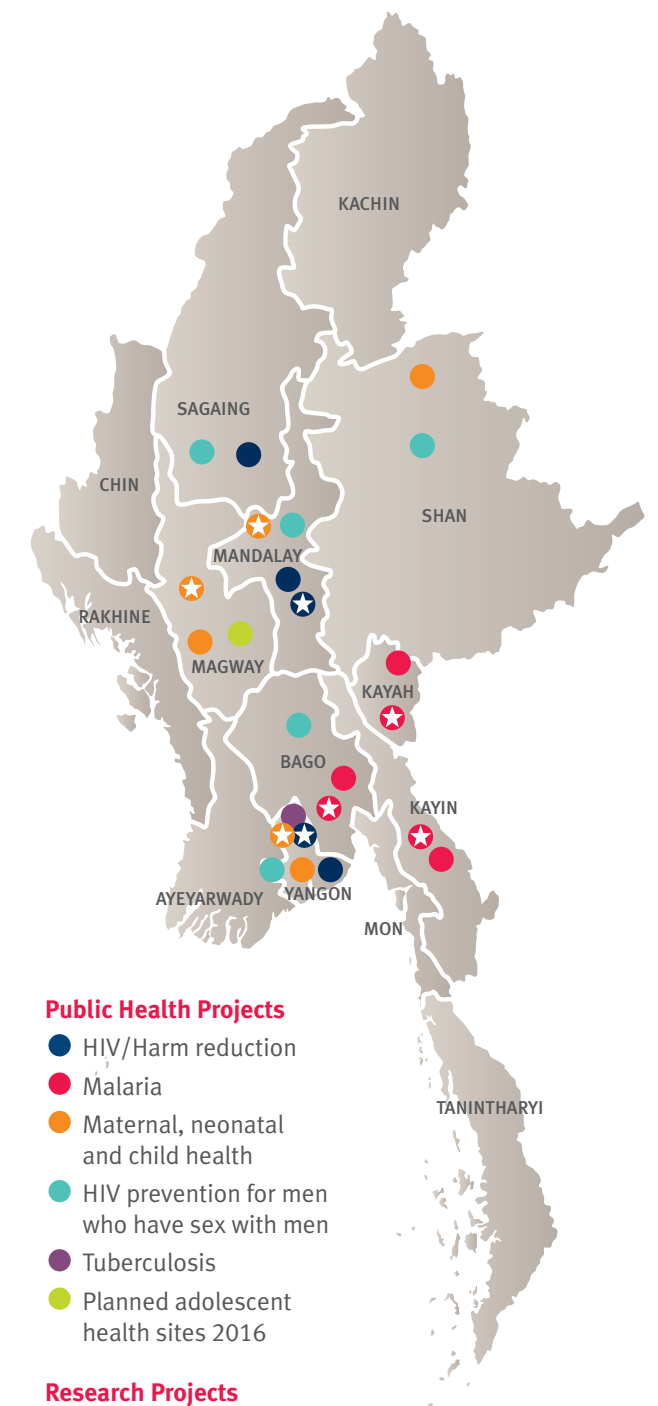 KACHIN
SAGAING
CHIN
SHAN
MANDALAY
RAKHINE
MAGWAY
KAYAH
BAGO
KAYIN
AYEYARWADY
YANGON
MON
Public Health Projects
HIV/Harm reduction
Malaria
Maternal, neonatal
and child health
TANINTHARYI
HIV prevention for men
who have sex with men
Tuberculosis
Planned adolescent
health sites 2016
Research Projects